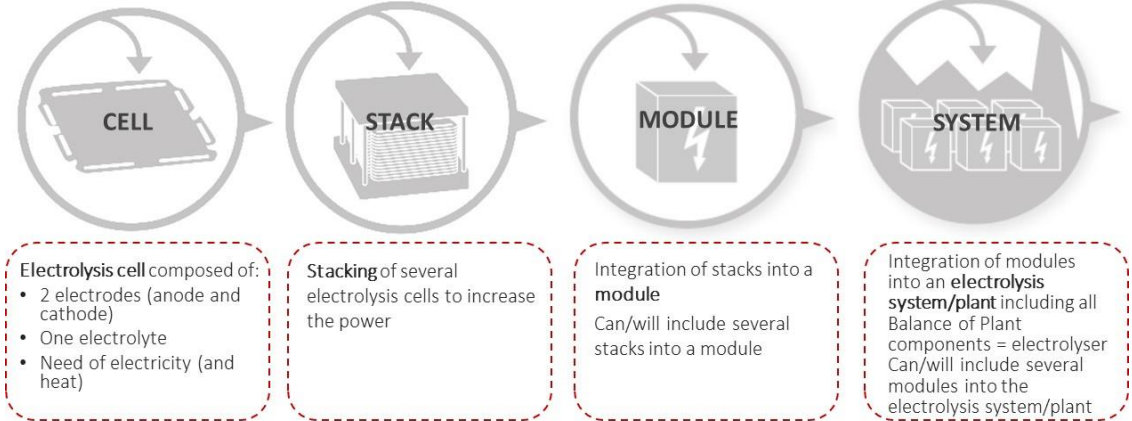 CELL
STACK
MODULE
SYSTEM
Electrolysis cell composed of:
• 2 electrodes (anode and
cathode)
• One electrolyte
• Need of electricity (and
heat)
Stacking of several
electrolysis cells to increase
the power
Integration of stacks into a
module
Can/will include several
stacks into a module
Integration of modules
into an electrolysis
system/plant including all
Balance of Plant
components = electrolyser
Can/will include several
modules into the
electrolysis system/plant